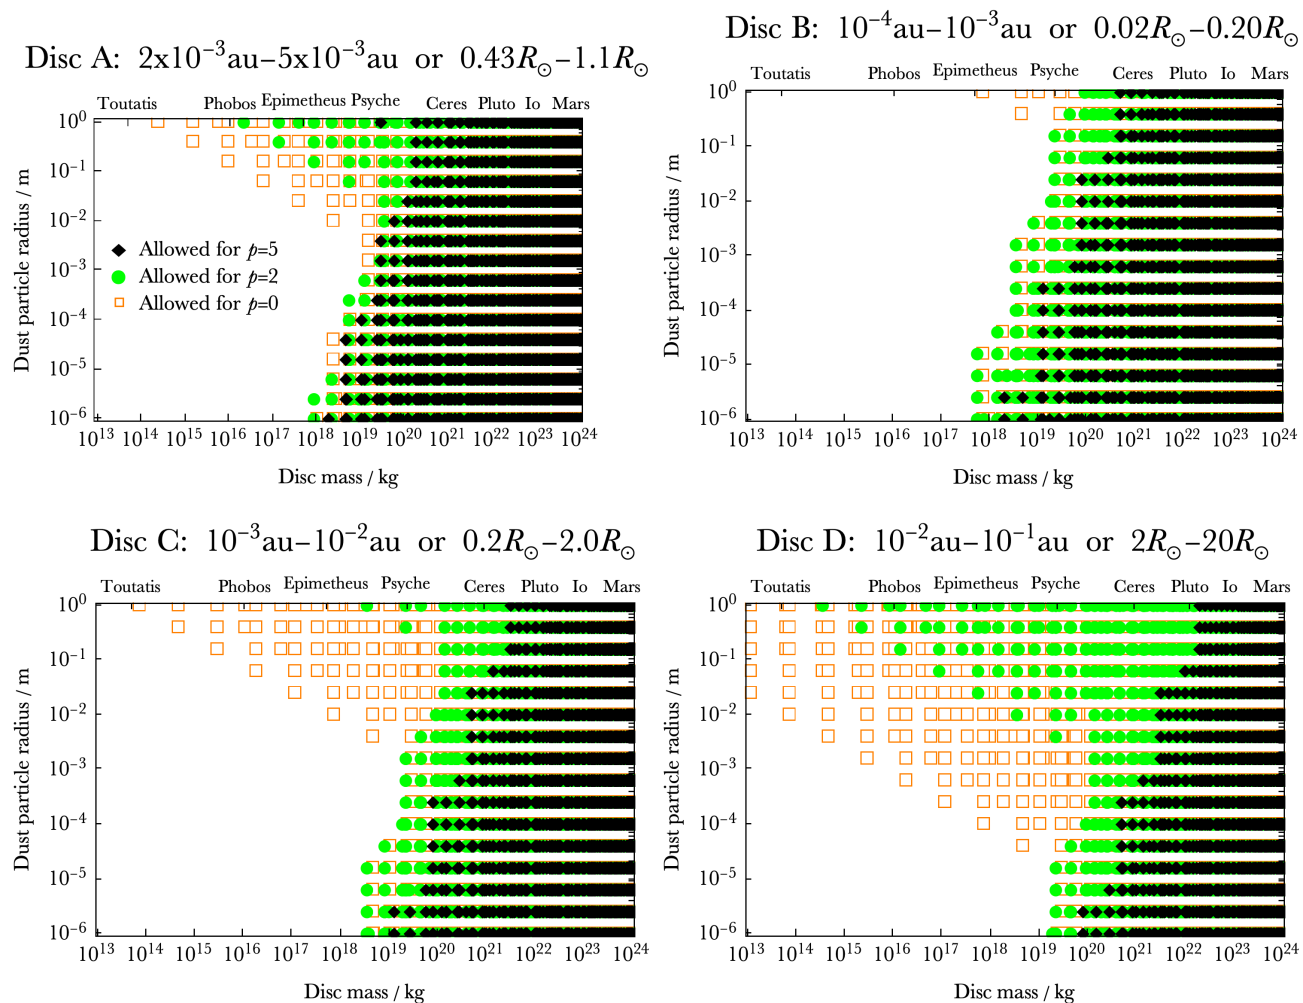 Disc A: 2x10⁻³au–5x10⁻³au or 0.43R☉–1.1R☉
Toutatis Phobos Epimetheus Psyche Ceres Pluto Io Mars
10⁰
10⁻¹
10⁻²
10⁻³
10⁻⁴
10⁻⁵
10⁻⁶
Dust particle radius / m
Allowed for p=5
Allowed for p=2
Allowed for p=0
10¹³ 10¹⁴ 10¹⁵ 10¹⁶ 10¹⁷ 10¹⁸ 10¹⁹ 10²⁰ 10²¹ 10²² 10²³ 10²⁴
Disc mass / kg
Disc B: 10⁻⁴au–10⁻³au or 0.02R☉–0.20R☉
Toutatis Phobos Epimetheus Psyche Ceres Pluto Io Mars
10⁰
10⁻¹
10⁻²
10⁻³
10⁻⁴
10⁻⁵
10⁻⁶
Dust particle radius / m
10¹³ 10¹⁴ 10¹⁵ 10¹⁶ 10¹⁷ 10¹⁸ 10¹⁹ 10²⁰ 10²¹ 10²² 10²³ 10²⁴
Disc mass / kg
Disc C: 10⁻³au–10⁻²au or 0.2R☉–2.0R☉
Toutatis Phobos Epimetheus Psyche Ceres Pluto Io Mars
10⁰
10⁻¹
10⁻²
10⁻³
10⁻⁴
10⁻⁵
10⁻⁶
Dust particle radius / m
10¹³ 10¹⁴ 10¹⁵ 10¹⁶ 10¹⁷ 10¹⁸ 10¹⁹ 10²⁰ 10²¹ 10²² 10²³ 10²⁴
Disc mass / kg
Disc D: 10⁻²au–10⁻¹au or 2R☉–20R☉
Toutatis Phobos Epimetheus Psyche Ceres Pluto Io Mars
10⁰
10⁻¹
10⁻²
10⁻³
10⁻⁴
10⁻⁵
10⁻⁶
Dust particle radius / m
10¹³ 10¹⁴ 10¹⁵ 10¹⁶ 10¹⁷ 10¹⁸ 10¹⁹ 10²⁰ 10²¹ 10²² 10²³ 10²⁴
Disc mass / kg